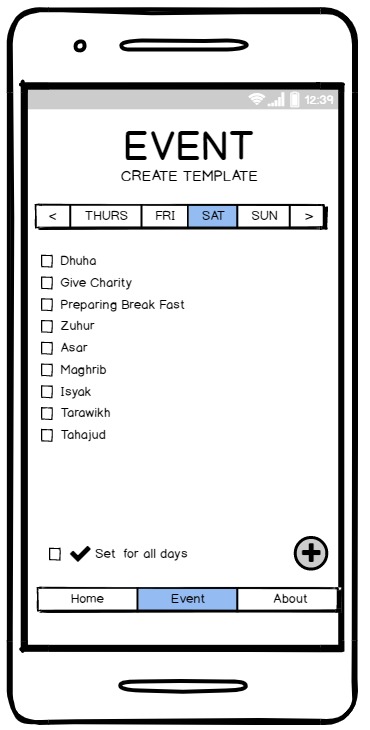 12:39
EVENT
CREATE TEMPLATE
< THURS FRI SAT SUN >
Dhuha
Give Charity
Preparing Break Fast
Zuhur
Asar
Maghrib
Isyak
Tarawikh
Tahajud
Set for all days
Home Event About